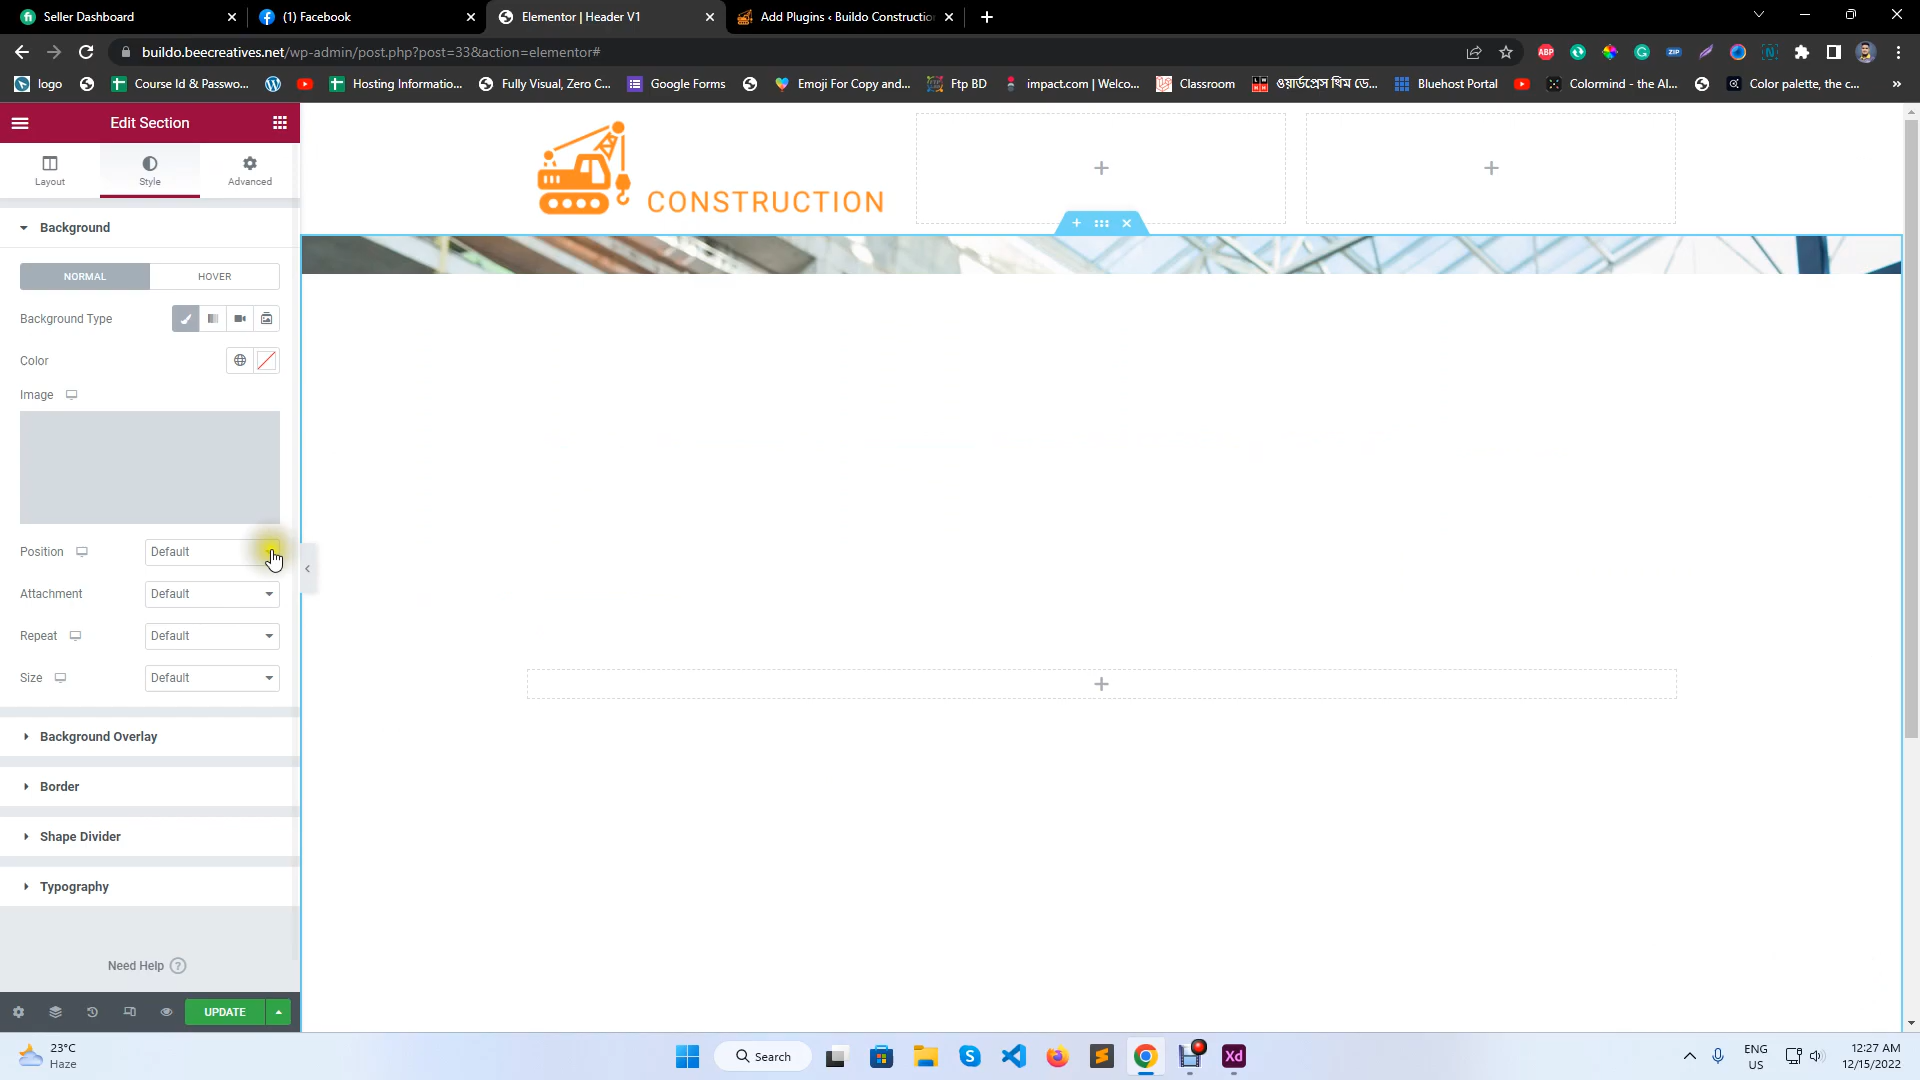 Seller Dashboard
(1) Facebook
Elementor | Header V1
Add Plugins ‹ Buildo Constructio
buildo.beecreatives.net/wp-admin/post.php?post=33&action=elementor#
ABP
ZIP
logo
Course Id & Passwo...
Hosting Informatio...
Fully Visual, Zero C...
Google Forms
Emoji For Copy and...
Ftp BD
impact.com | Welco...
Classroom
ওয়ার্ডপ্রেস থিম ডে...
Bluehost Portal
Colormind - the AI...
Color palette, the c...
Edit Section
Layout
Style
Advanced
CONSTRUCTION
Background
NORMAL
HOVER
Background Type
Color
Image
Position
Default
Attachment
Default
Repeat
Default
Size
Default
Background Overlay
Border
Shape Divider
Typography
Need Help
UPDATE
23°C
Haze
Search
Xd
ENG
US
12:27 AM
12/15/2022